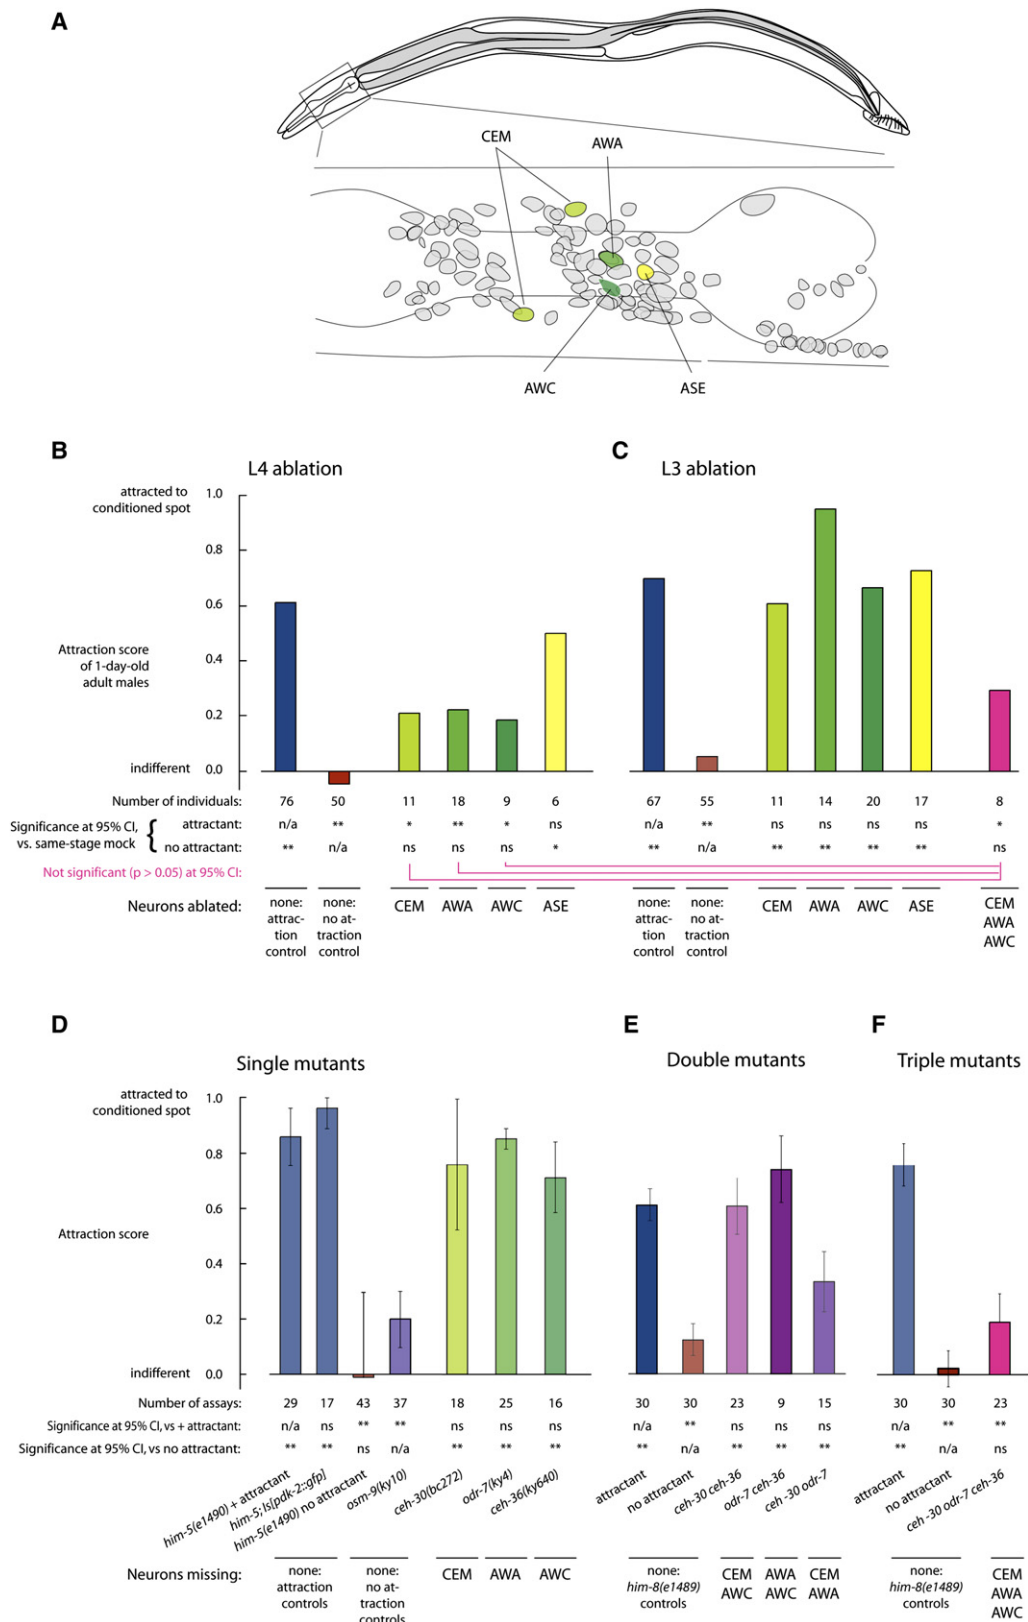 A
CEM
AWA
AWC
ASE
B
L4 ablation
attracted to
conditioned spot
1.0
0.8
0.6
Attraction score
of 1-day-old
adult males
0.4
0.2
indifferent
0.0
C
L3 ablation
Number of individuals:
76 50 11 18 9 6 67 55 11 14 20 17 8
Significance at 95% CI,
vs. same-stage mock
{
attractant:
n/a ** * ** * ns n/a ** ns ns ns ns *
no attractant:
** n/a ns ns ns * ** n/a ** ** ** ** ns
Not significant (p > 0.05) at 95% CI:
Neurons ablated:
none:
attrac-
tion
control
none:
no at-
traction
control
CEM
AWA
AWC
ASE
none:
attrac-
tion
control
none:
no at-
traction
control
CEM
AWA
AWC
ASE
CEM
AWA
AWC
D
Single mutants
E
Double mutants
F
Triple mutants
attracted to
conditioned spot
1.0
0.8
0.6
Attraction score
0.4
0.2
indifferent
0.0
Number of assays:
29 17 43 37 18 25 16 30 30 23 9 15 30 30 23
Significance at 95% CI, vs + attractant:
n/a ns ** ** ns ns ns n/a ** ns ns ns n/a ** **
Significance at 95% CI, vs no attractant:
** ** ns n/a ** ** ** ** n/a ** ** ** ** n/a ns
him-5(e1490) + attractant
him-5;Is[pdk-2::gfp]
him-5(e1490) no attractant
osm-9(ky10)
ceh-30(bc272)
odr-7(ky4)
ceh-36(ky640)
attractant
no attractant
ceh-30 ceh-36
odr-7 ceh-36
ceh -30 odr-7
attractant
no attractant
ceh -30 odr-7 ceh-36
Neurons missing:
none:
attraction
controls
none:
no at-
traction
controls
CEM
AWA
AWC
none:
him-8(e1489)
controls
CEM
AWC
AWA
AWC
CEM
AWA
none:
him-8(e1489)
controls
CEM
AWA
AWC